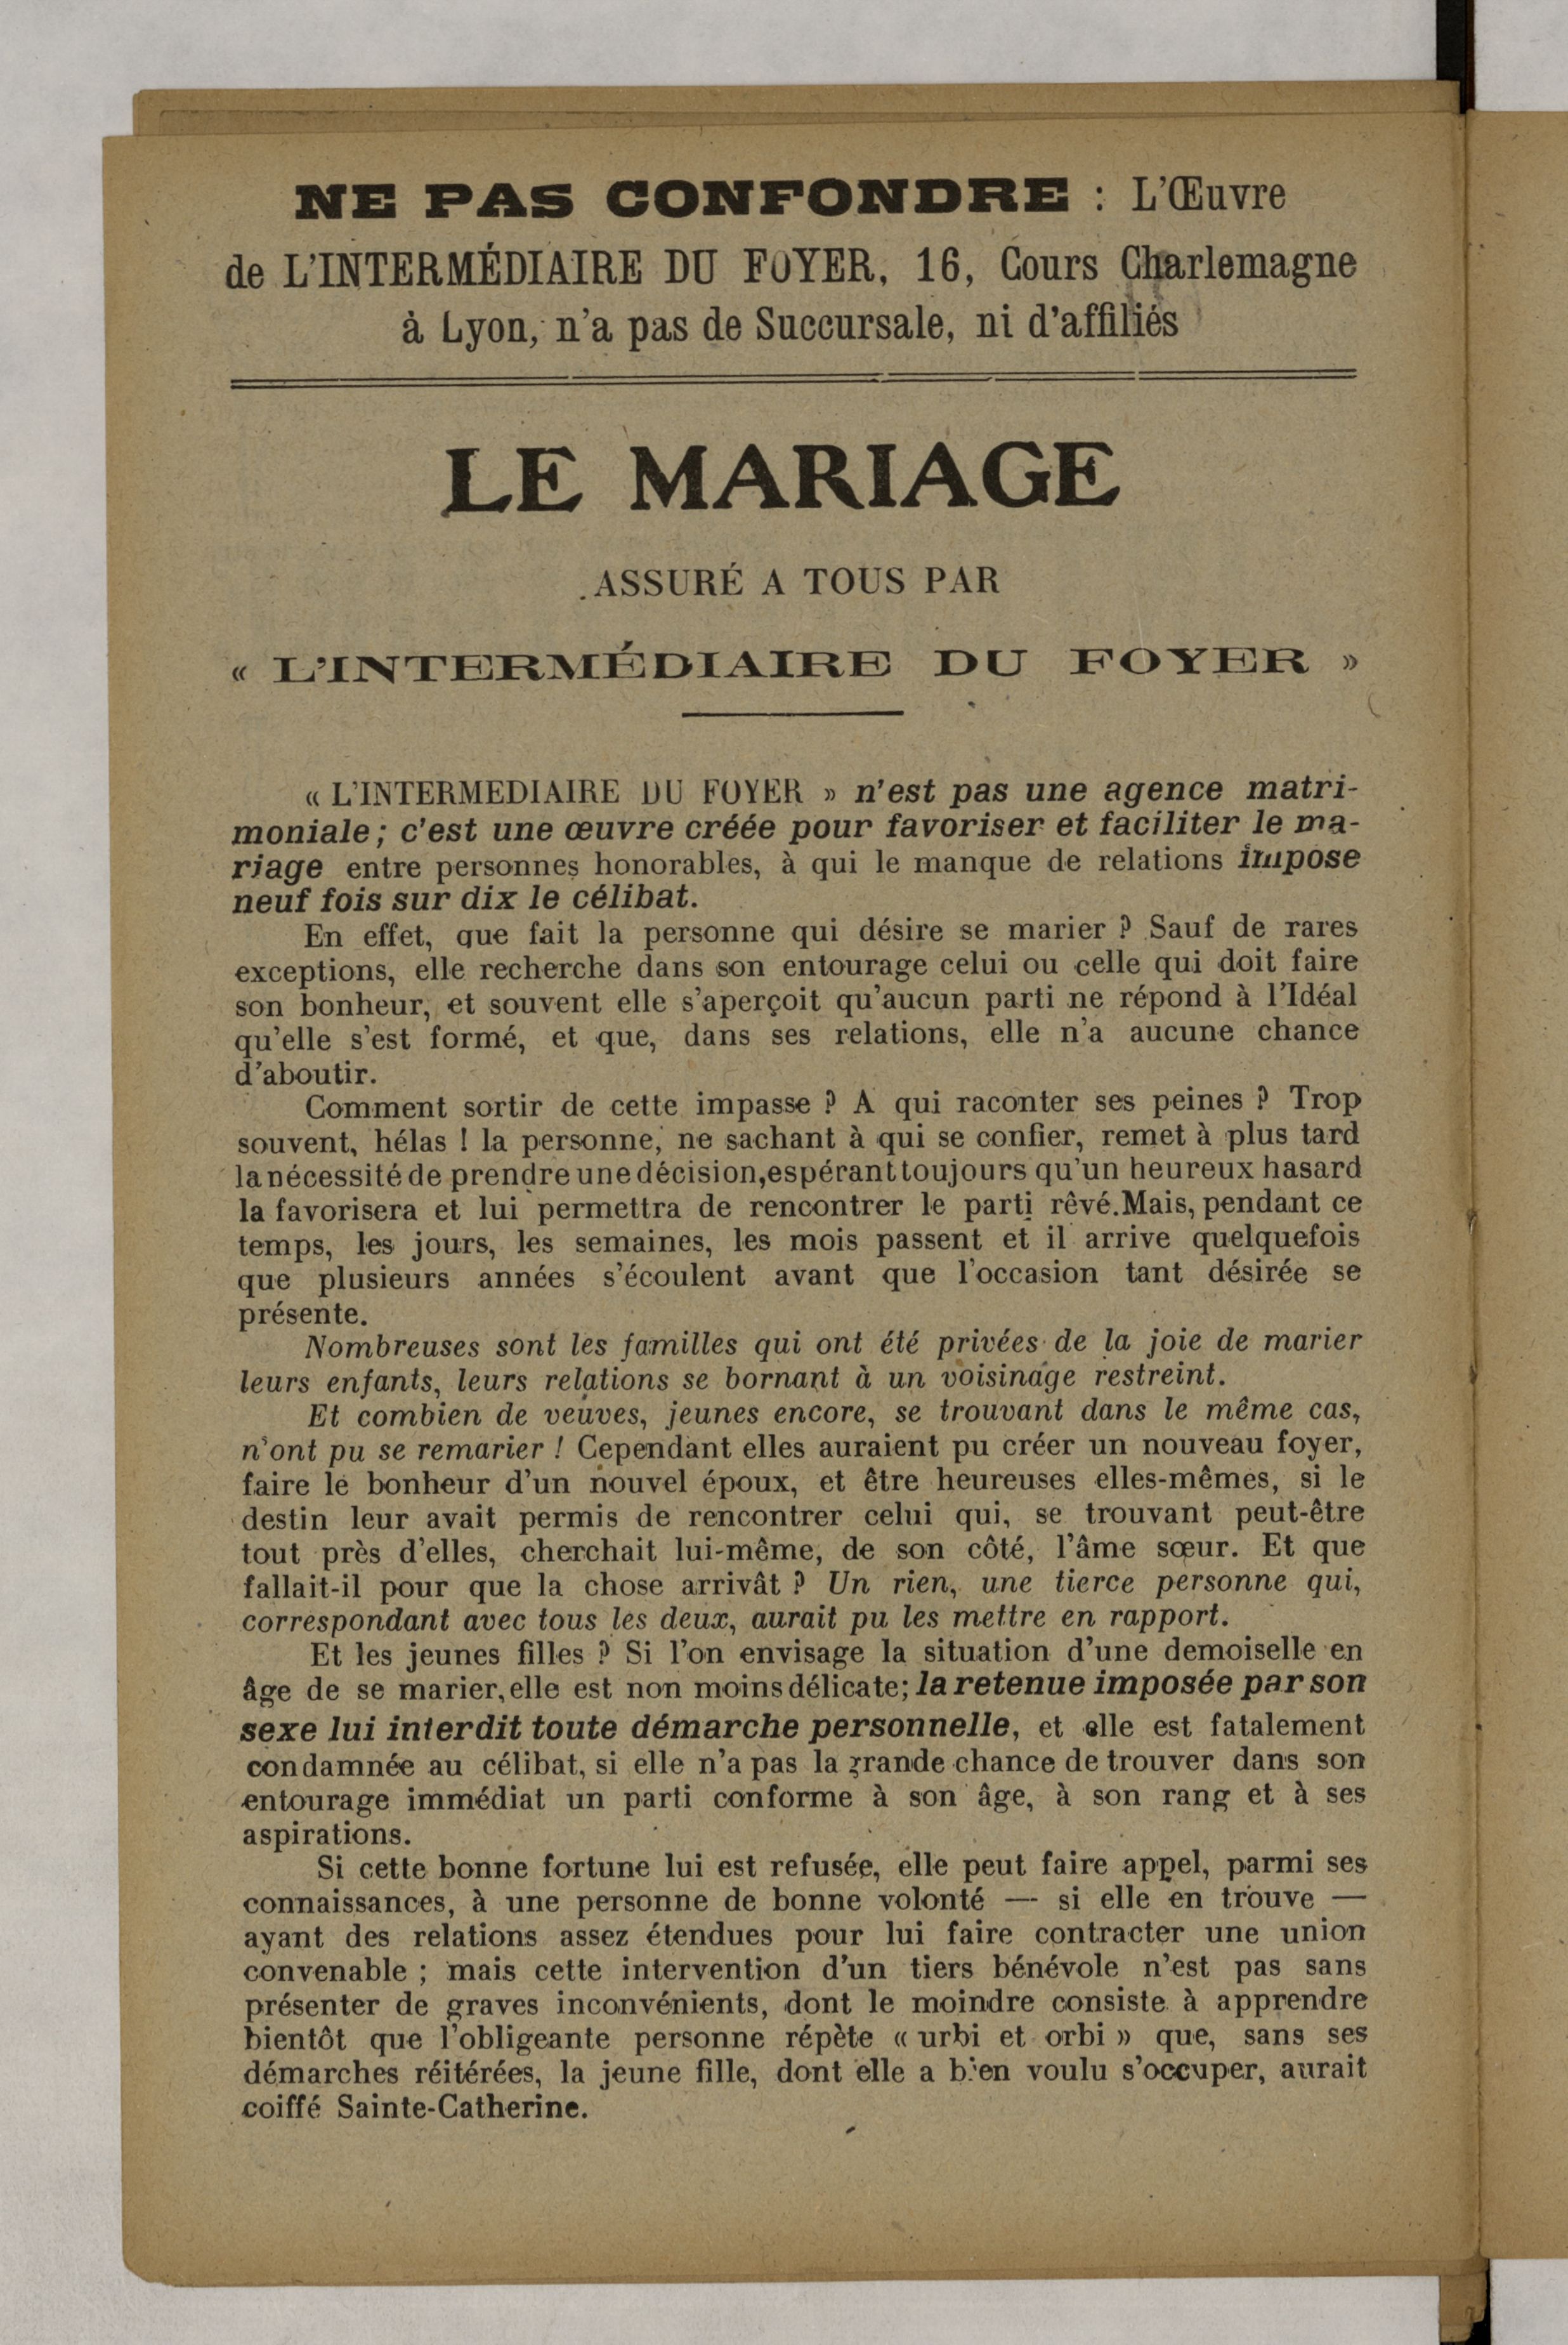 NE PAS CONFONDRE : L'Œuvre
de L'INTERMÉDIAIRE DU FOYER, 16, Cours Charlemagne
à Lyon, n'a pas de Succursale, ni d'affiliés
LE MARIAGE
ASSURÉ A TOUS PAR
« L'INTERMÉDIAIRE DU FOYER »
« L'INTERMEDIAIRE DU FOYER » n'est pas une agence matri-
moniale ; c'est une œuvre créée pour favoriser et faciliter le ma-
riage entre personnes honorables, à qui le manque de relations impose
neuf fois sur dix le célibat.
En effet, que fait la personne qui désire se marier ? Sauf de rares
exceptions, elle recherche dans son entourage celui ou celle qui doit faire
son bonheur, et souvent elle s'aperçoit qu'aucun parti ne répond à l'Idéal
qu'elle s'est formé, et que, dans ses relations, elle n'a aucune chance
d'aboutir.
Comment sortir de cette impasse ? A qui raconter ses peines ? Trop
souvent, hélas ! la personne, ne sachant à qui se confier, remet à plus tard
la nécessité de prendre une décision, espérant toujours qu'un heureux hasard
la favorisera et lui permettra de rencontrer le parti rêvé. Mais, pendant ce
temps, les jours, les semaines, les mois passent et il arrive quelquefois
que plusieurs années s'écoulent avant que l'occasion tant désirée se
présente.
Nombreuses sont les familles qui ont été privées de la joie de marier
leurs enfants, leurs relations se bornant à un voisinage restreint.
Et combien de veuves, jeunes encore, se trouvant dans le même cas,
n'ont pu se remarier ! Cependant elles auraient pu créer un nouveau foyer,
faire le bonheur d'un nouvel époux, et être heureuses elles-mêmes, si le
destin leur avait permis de rencontrer celui qui, se trouvant peut-être
tout près d'elles, cherchait lui-même, de son côté, l'âme sœur. Et que
fallait-il pour que la chose arrivât ? Un rien, une tierce personne qui,
correspondant avec tous les deux, aurait pu les mettre en rapport.
Et les jeunes filles ? Si l'on envisage la situation d'une demoiselle en
âge de se marier, elle est non moins délicate; la retenue imposée par son
sexe lui interdit toute démarche personnelle, et elle est fatalement
condamnée au célibat, si elle n'a pas la grande chance de trouver dans son
entourage immédiat un parti conforme à son âge, à son rang et à ses
aspirations.
Si cette bonne fortune lui est refusée, elle peut faire appel, parmi ses
connaissances, à une personne de bonne volonté — si elle en trouve —
ayant des relations assez étendues pour lui faire contracter une union
convenable ; mais cette intervention d'un tiers bénévole n'est pas sans
présenter de graves inconvénients, dont le moindre consiste à apprendre
bientôt que l'obligeante personne répète « urbi et orbi » que, sans ses
démarches réitérées, la jeune fille, dont elle a bien voulu s'occuper, aurait
coiffé Sainte-Catherine.